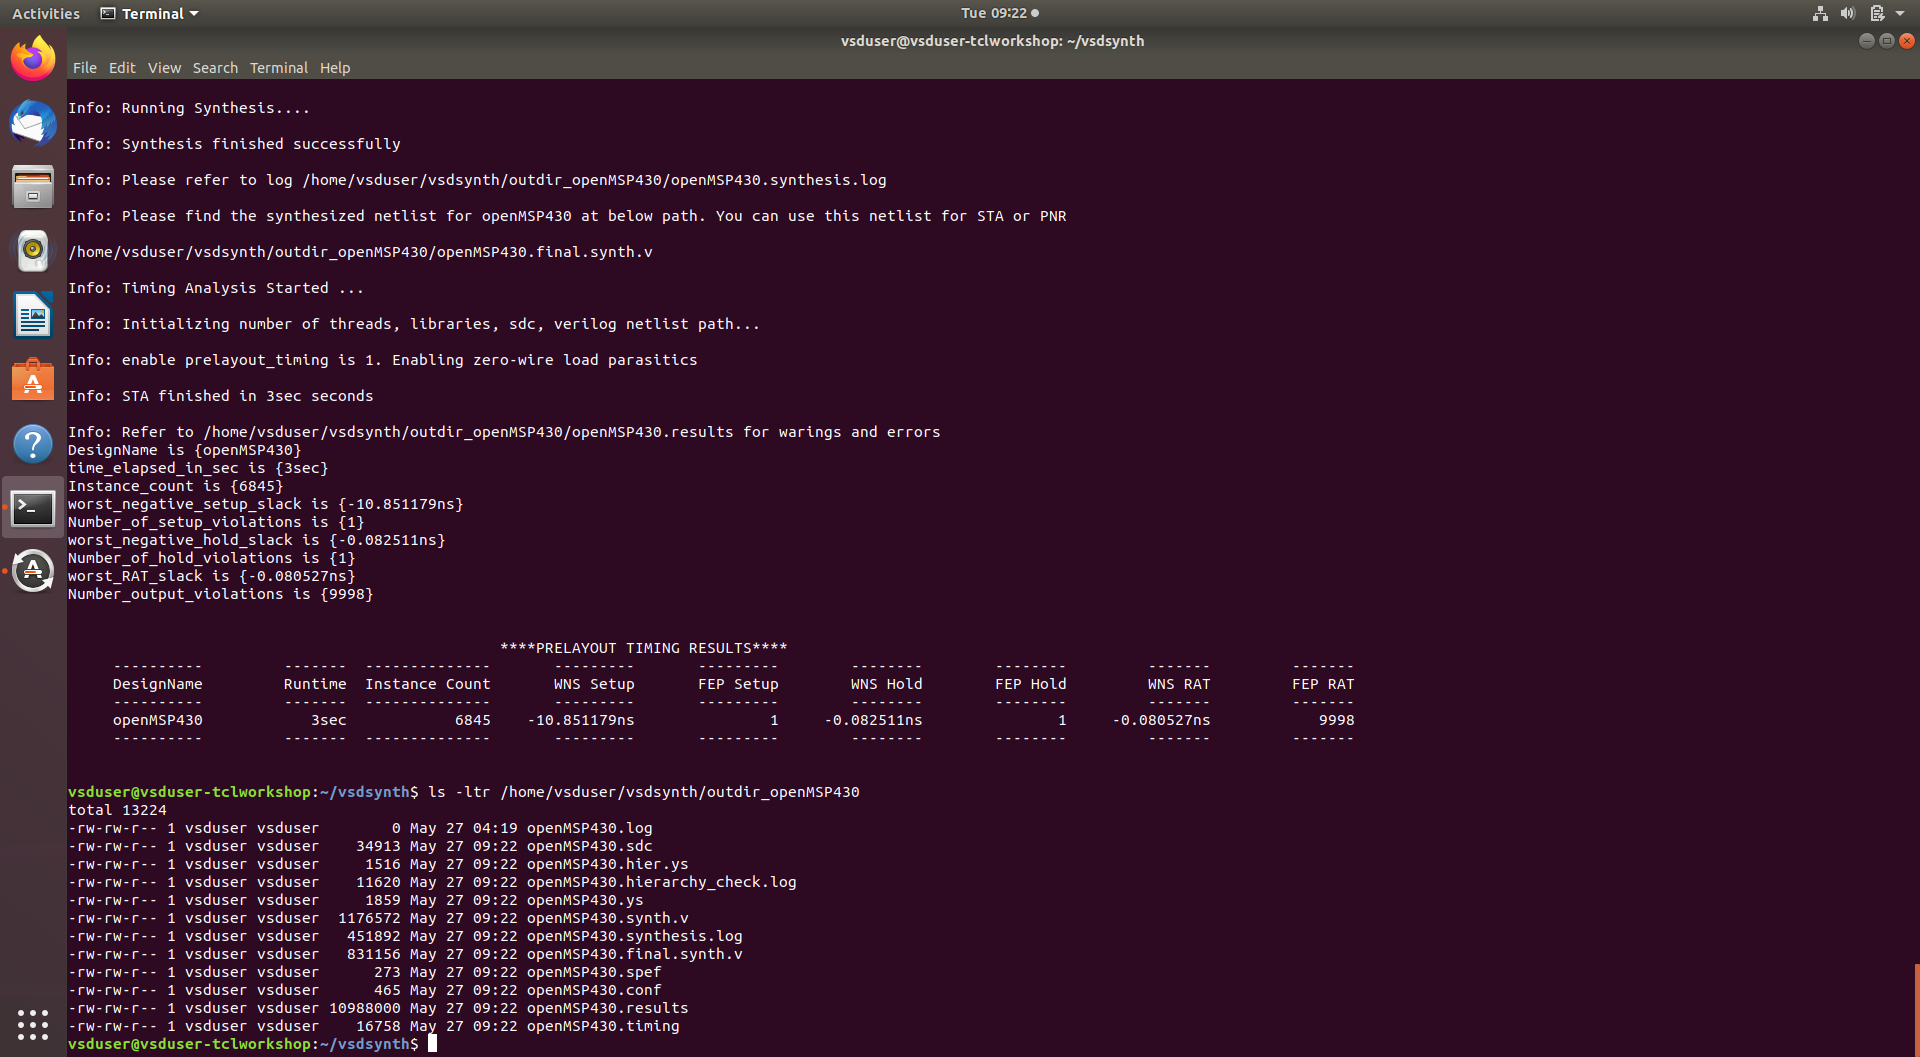 Activities Terminal Tue 09:22
vsduser@vsduser-tclworkshop: ~/vsdsynth
File Edit View Search Terminal Help
Info: Running Synthesis....
Info: Synthesis finished successfully
Info: Please refer to log /home/vsduser/vsdsynth/outdir_openMSP430/openMSP430.synthesis.log
Info: Please find the synthesized netlist for openMSP430 at below path. You can use this netlist for STA or PNR
/home/vsduser/vsdsynth/outdir_openMSP430/openMSP430.final.synth.v
Info: Timing Analysis Started ...
Info: Initializing number of threads, libraries, sdc, verilog netlist path...
Info: enable prelayout_timing is 1. Enabling zero-wire load parasitics
Info: STA finished in 3sec seconds
Info: Refer to /home/vsduser/vsdsynth/outdir_openMSP430/openMSP430.results for warings and errors
DesignName is {openMSP430}
time_elapsed_in_sec is {3sec}
Instance_count is {6845}
worst_negative_setup_slack is {-10.851179ns}
Number_of_setup_violations is {1}
worst_negative_hold_slack is {-0.082511ns}
Number_of_hold_violations is {1}
worst_RAT_slack is {-0.080527ns}
Number_output_violations is {9998}
****PRELAYOUT TIMING RESULTS****
---------- ------- -------------- --------- --------- -------- -------- ------- -------
DesignName Runtime Instance Count WNS Setup FEP Setup WNS Hold FEP Hold WNS RAT FEP RAT
---------- ------- -------------- --------- --------- -------- -------- ------- -------
openMSP430 3sec 6845 -10.851179ns 1 -0.082511ns 1 -0.080527ns 9998
---------- ------- -------------- --------- --------- -------- -------- ------- -------
vsduser@vsduser-tclworkshop:~/vsdsynth$ ls -ltr /home/vsduser/vsdsynth/outdir_openMSP430
total 13224
-rw-rw-r-- 1 vsduser vsduser 0 May 27 04:19 openMSP430.log
-rw-rw-r-- 1 vsduser vsduser 34913 May 27 09:22 openMSP430.sdc
-rw-rw-r-- 1 vsduser vsduser 1516 May 27 09:22 openMSP430.hier.ys
-rw-rw-r-- 1 vsduser vsduser 11620 May 27 09:22 openMSP430.hierarchy_check.log
-rw-rw-r-- 1 vsduser vsduser 1859 May 27 09:22 openMSP430.ys
-rw-rw-r-- 1 vsduser vsduser 1176572 May 27 09:22 openMSP430.synth.v
-rw-rw-r-- 1 vsduser vsduser 451892 May 27 09:22 openMSP430.synthesis.log
-rw-rw-r-- 1 vsduser vsduser 831156 May 27 09:22 openMSP430.final.synth.v
-rw-rw-r-- 1 vsduser vsduser 273 May 27 09:22 openMSP430.spef
-rw-rw-r-- 1 vsduser vsduser 465 May 27 09:22 openMSP430.conf
-rw-rw-r-- 1 vsduser vsduser 10988000 May 27 09:22 openMSP430.results
-rw-rw-r-- 1 vsduser vsduser 16758 May 27 09:22 openMSP430.timing
vsduser@vsduser-tclworkshop:~/vsdsynth$